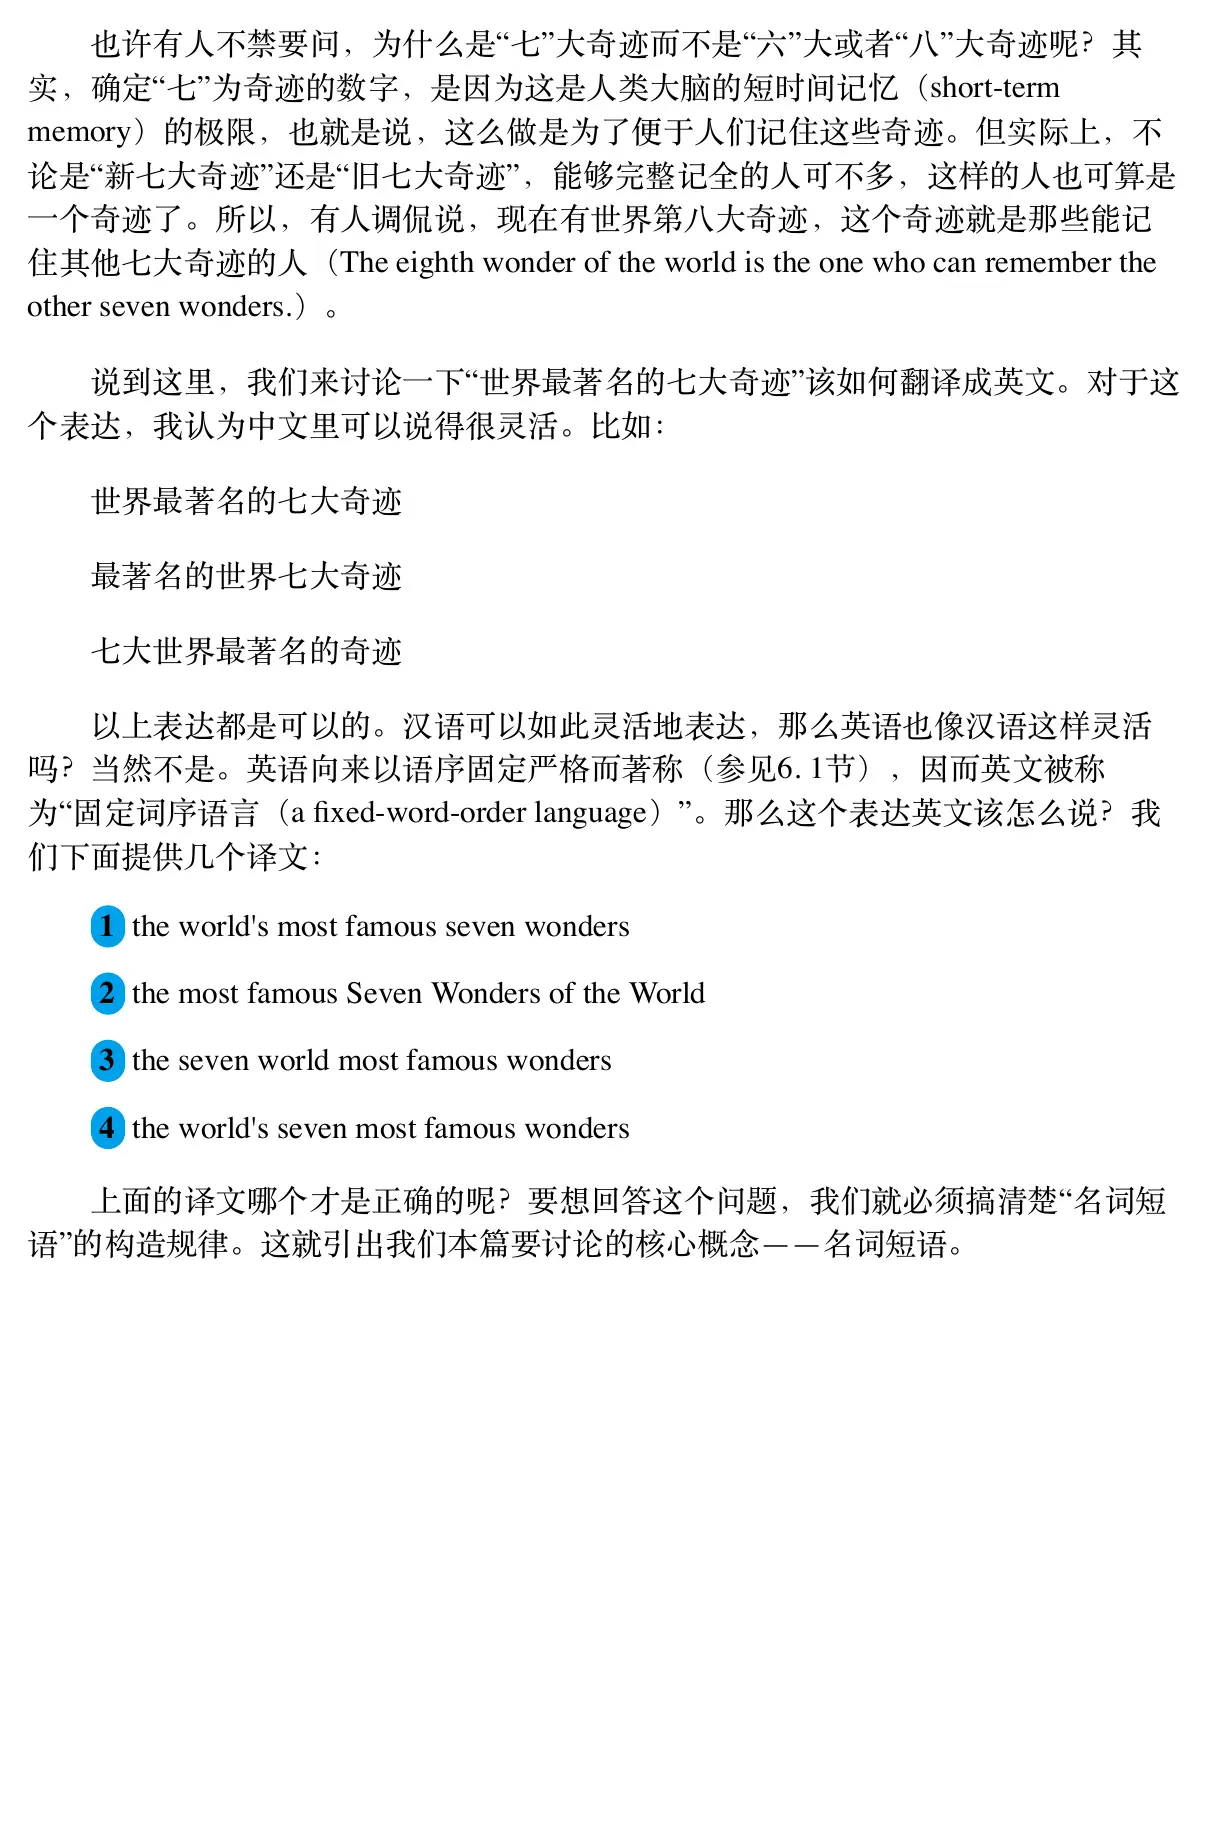 也许有人不禁要问，为什么是“七”大奇迹而不是“六”大或者“八”大奇迹呢？其
实，确定“七”为奇迹的数字，是因为这是人类大脑的短时间记忆（short-term
memory）的极限，也就是说，这么做是为了便于人们记住这些奇迹。但实际上，不
论是“新七大奇迹”还是“旧七大奇迹”，能够完整记全的人可不多，这样的人也可算是
一个奇迹了。所以，有人调侃说，现在有世界第八大奇迹，这个奇迹就是那些能记
住其他七大奇迹的人（The eighth wonder of the world is the one who can remember the
other seven wonders.）。
说到这里，我们来讨论一下“世界最著名的七大奇迹”该如何翻译成英文。对于这
个表达，我认为中文里可以说得很灵活。比如：
世界最著名的七大奇迹
最著名的世界七大奇迹
七大世界最著名的奇迹
以上表达都是可以的。汉语可以如此灵活地表达，那么英语也像汉语这样灵活
吗？当然不是。英语向来以语序固定严格而著称（参见6. 1节），因而英文被称
为“固定词序语言（a fixed-word-order language）”。那么这个表达英文该怎么说？我
们下面提供几个译文：
1 the world's most famous seven wonders
2 the most famous Seven Wonders of the World
3 the seven world most famous wonders
4 the world's seven most famous wonders
上面的译文哪个才是正确的呢？要想回答这个问题，我们就必须搞清楚“名词短
语”的构造规律。这就引出我们本篇要讨论的核心概念——名词短语。